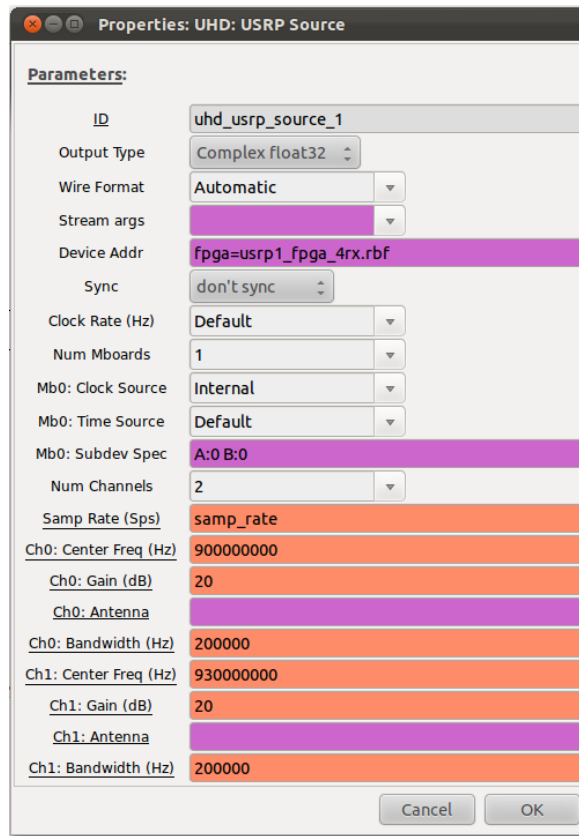 Properties: UHD: USRP Source
Parameters:
ID uhd_usrp_source_1
Output Type Complex float32
Wire Format Automatic
Stream args
Device Addr fpga=usrp1_fpga_4rx.rbf
Sync don't sync
Clock Rate (Hz) Default
Num Mboards 1
Mb0: Clock Source Internal
Mb0: Time Source Default
Mb0: Subdev Spec A:0 B:0
Num Channels 2
Samp Rate (Sps) samp_rate
Ch0: Center Freq (Hz) 900000000
Ch0: Gain (dB) 20
Ch0: Antenna
Ch0: Bandwidth (Hz) 200000
Ch1: Center Freq (Hz) 930000000
Ch1: Gain (dB) 20
Ch1: Antenna
Ch1: Bandwidth (Hz) 200000
Cancel OK